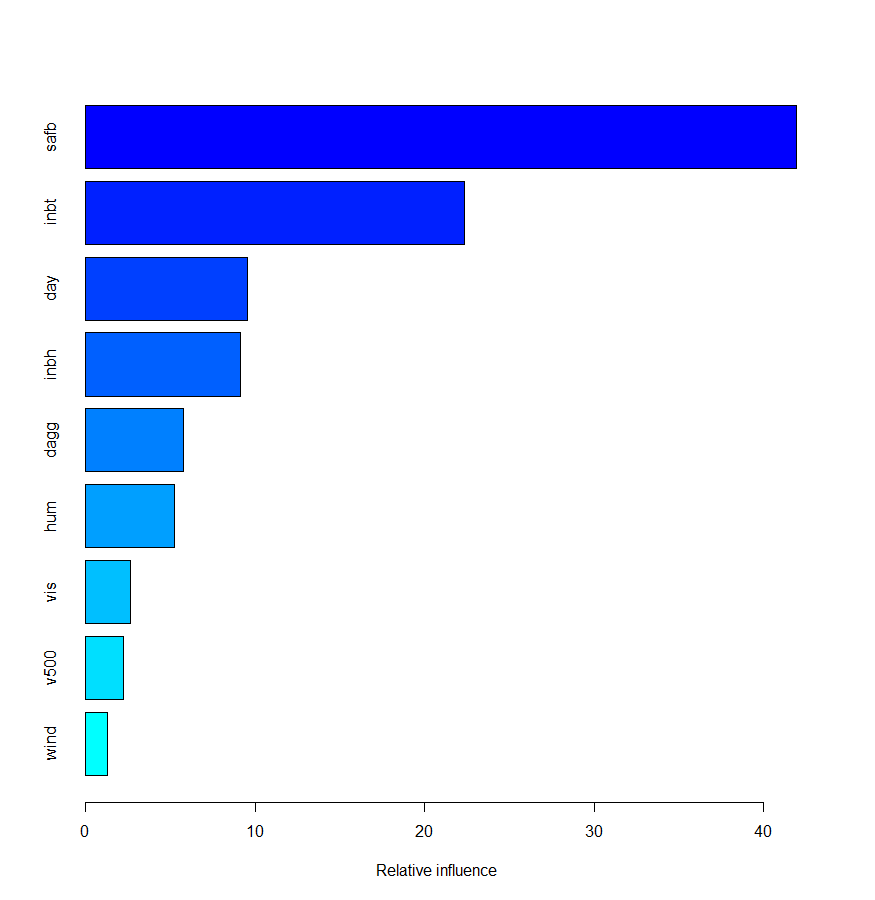 safb
inbt
day
inbh
dagg
hum
vis
v500
wind
0 10 20 30 40
Relative influence